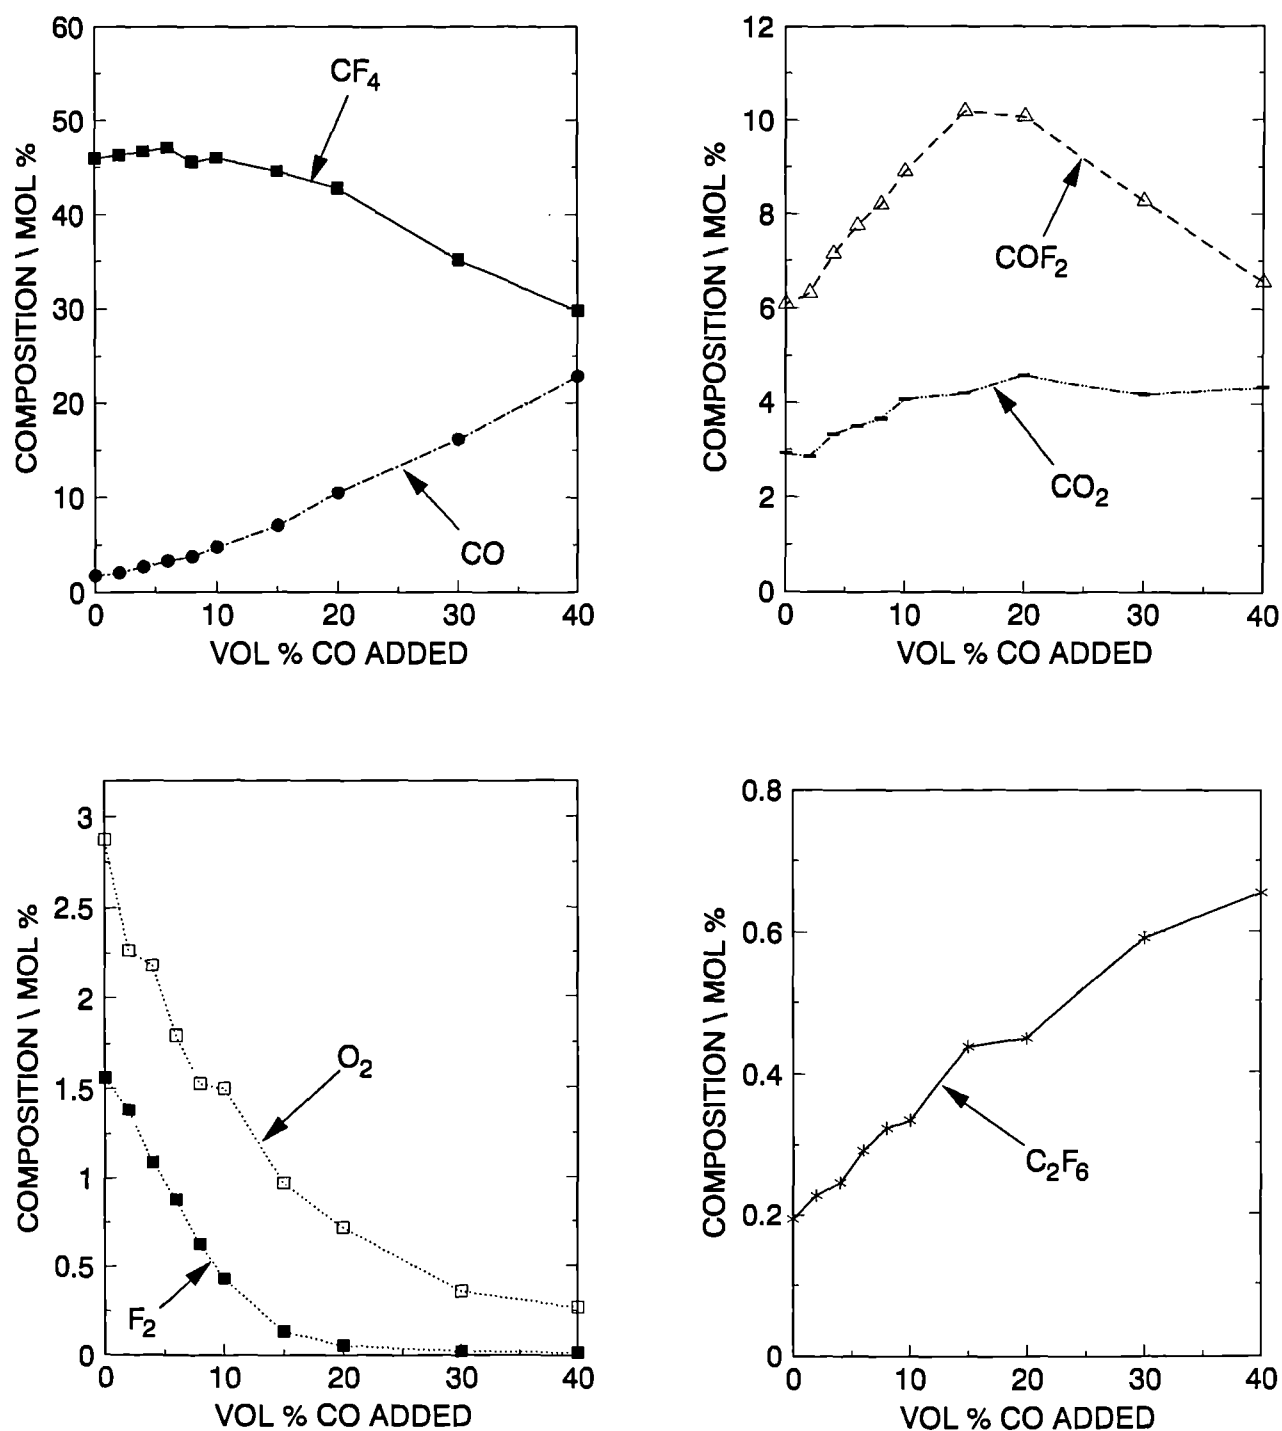 60
50
40
30
20
10
0
COMPOSITION \ MOL %
CF4
CO
0 10 20 30 40
VOL % CO ADDED
12
10
8
6
4
2
0
COMPOSITION \ MOL %
COF2
CO2
0 10 20 30 40
VOL % CO ADDED
3
2.5
2
1.5
1
0.5
0
COMPOSITION \ MOL %
O2
F2
0 10 20 30 40
VOL % CO ADDED
0.8
0.6
0.4
0.2
0
COMPOSITION \ MOL %
C2F6
0 10 20 30 40
VOL % CO ADDED